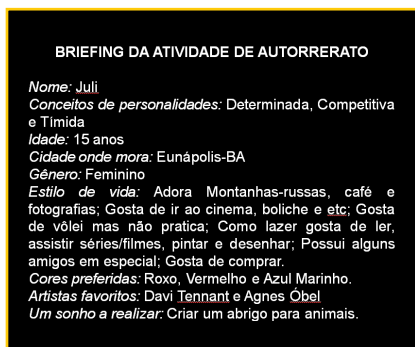 BRIEFING DA ATIVIDADE DE AUTORRERATO
Nome: Juli
Conceitos de personalidades: Determinada, Competitiva
e Tímida
Idade: 15 anos
Cidade onde mora: Eunápolis-BA
Gênero: Feminino
Estilo de vida: Adora Montanhas-russas, café e
fotografias; Gosta de ir ao cinema, boliche e etc; Gosta
de vôlei mas não pratica; Como lazer gosta de ler,
assistir séries/filmes, pintar e desenhar; Possui alguns
amigos em especial; Gosta de comprar.
Cores preferidas: Roxo, Vermelho e Azul Marinho.
Artistas favoritos: Davi Tennant e Agnes Óbel
Um sonho a realizar: Criar um abrigo para animais.